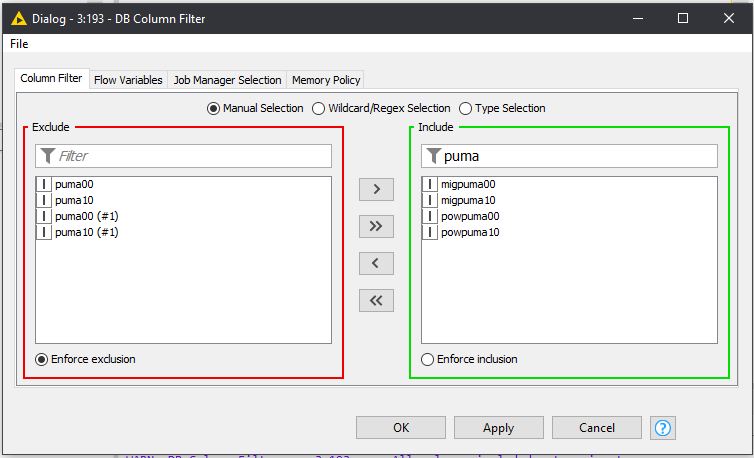 Dialog - 3:193 - DB Column Filter
File
Column Filter Flow Variables Job Manager Selection Memory Policy
Manual Selection Wildcard/Regex Selection Type Selection
Exclude
Filter
I puma00
I puma10
I puma00 (#1)
I puma10 (#1)
Enforce exclusion
>
>>
<
<<
Include
puma
I migpuma00
I migpuma10
I powpuma00
I powpuma10
Enforce inclusion
OK Apply Cancel ?